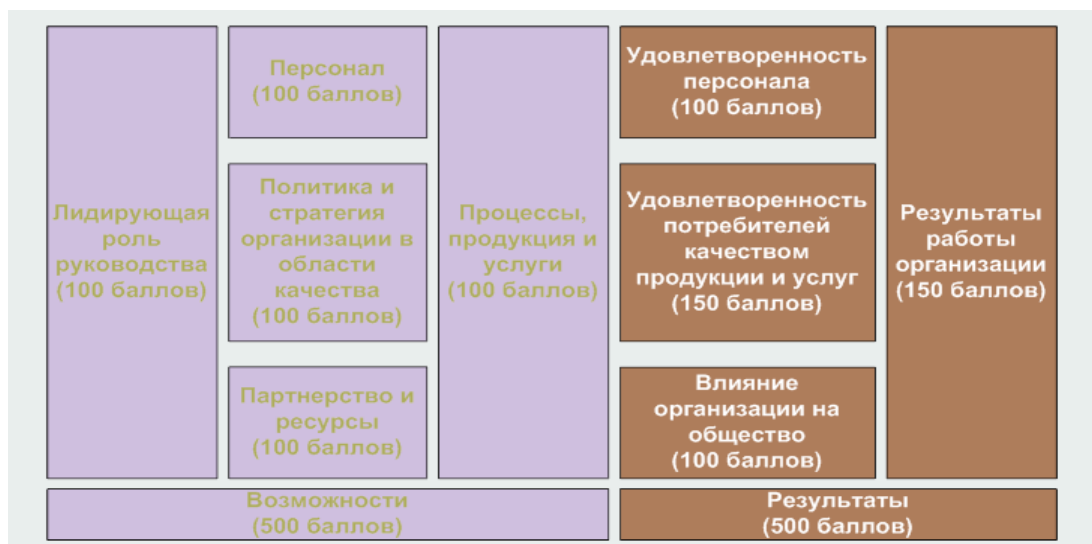 Лидирующая
роль
руководства
(100 баллов)
Персонал
(100 баллов)
Политика и
стратегия
организации в
области
качества
(100 баллов)
Партнерство и
ресурсы
(100 баллов)
Процессы,
продукция и
услуги
(100 баллов)
Удовлетворенность
персонала
(100 баллов)
Удовлетворенность
потребителей
качеством
продукции и услуг
(150 баллов)
Влияние
организации на
общество
(100 баллов)
Результаты
работы
организации
(150 баллов)
Возможности
(500 баллов)
Результаты
(500 баллов)